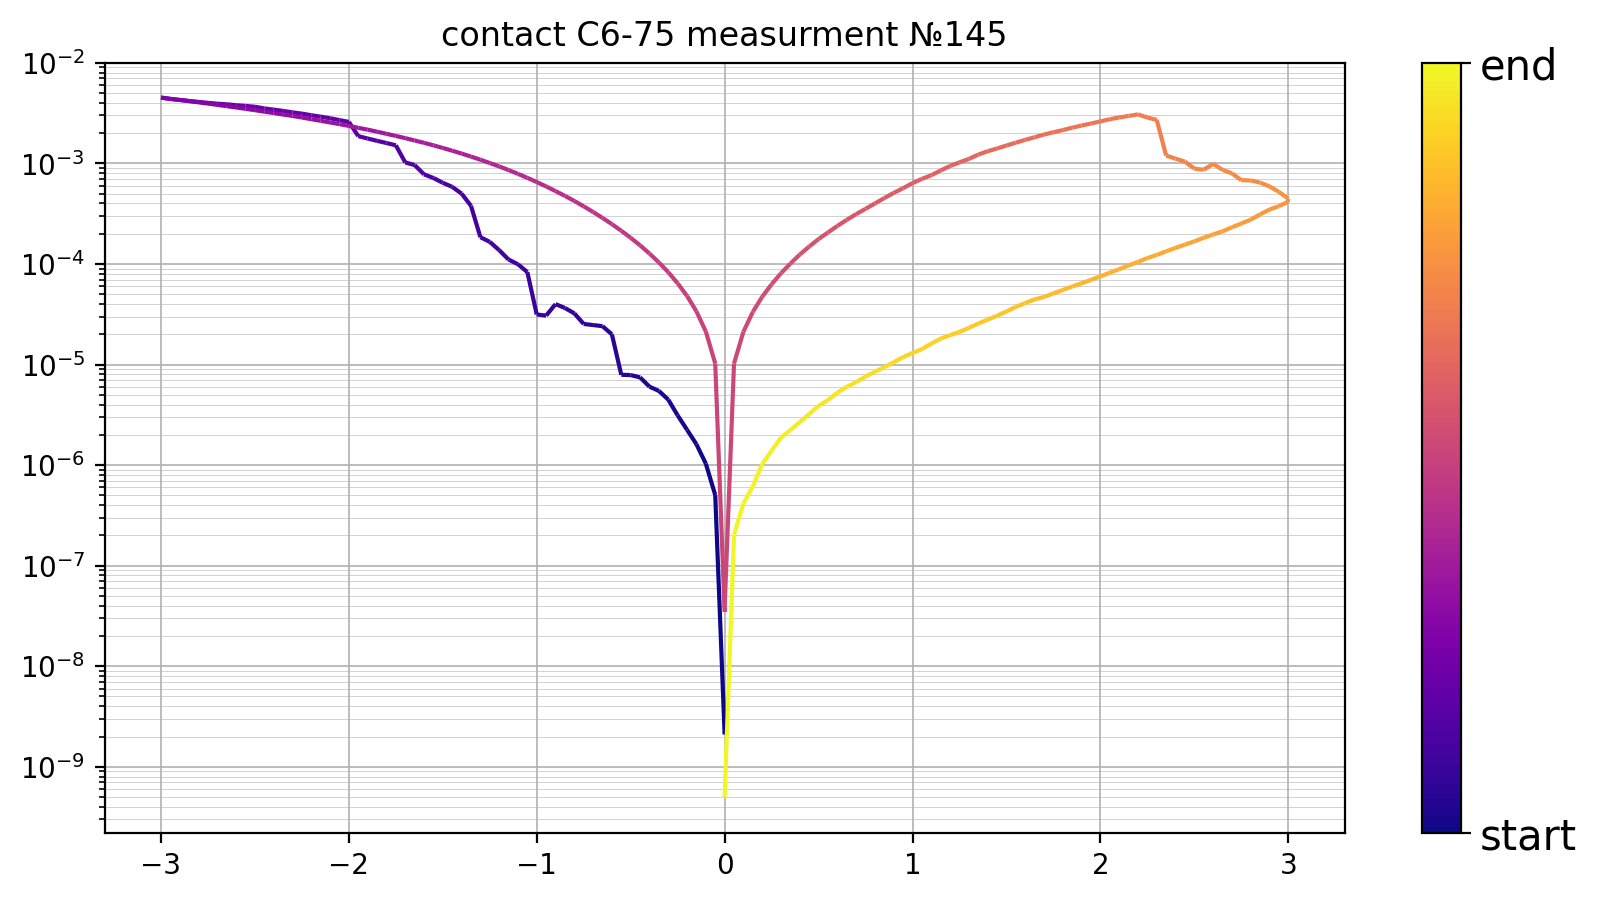 contact C6-75 measurment №145
10⁻²
10⁻³
10⁻⁴
10⁻⁵
10⁻⁶
10⁻⁷
10⁻⁸
10⁻⁹
−3 −2 −1 0 1 2 3
end
start